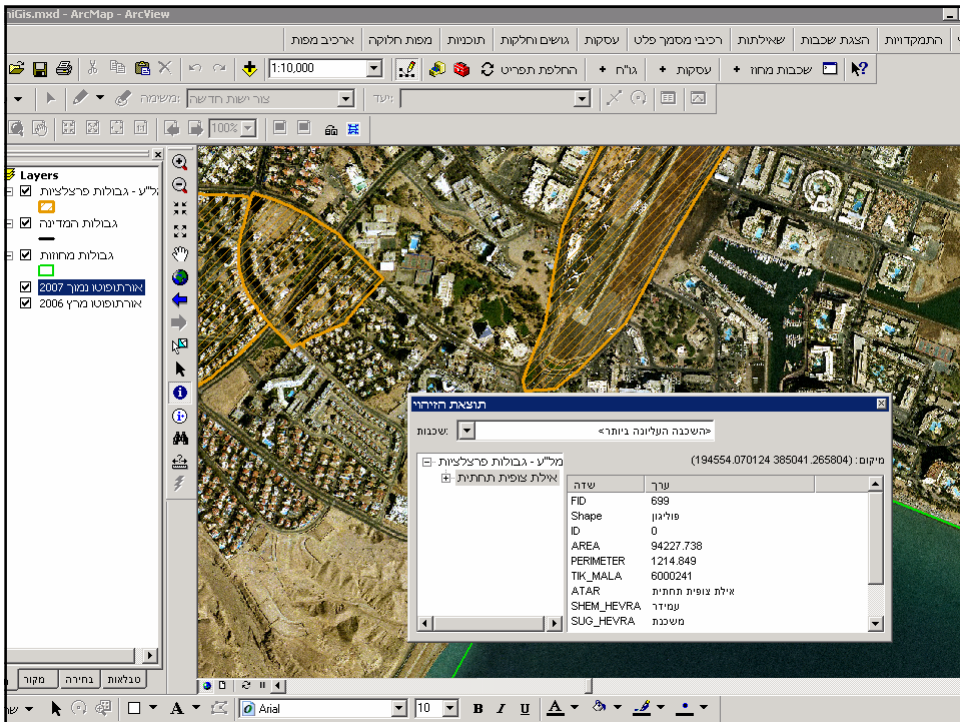 niGis.mxd - ArcMap - ArcView
התמקדויות הצגת שכבות שאילתות רכיבי מסמך פלט עסקות גושים וחלקות תוכניות מפות חלוקה ארכיב מפות
1:10,000 החלפת תפריט גו"ח עסקות שכבות מחוז
משימה: צור ישות חדשה יעד:
100%
Layers
מל"ע - גבולות פרצלציות
גבולות המדינה
גבולות מחוזות
אורתופוטו נמוך 2007
אורתופוטו מרץ 2006
תוצאת הזיהוי
שכבות: <השכבה העליונה ביותר>
מל"ע - גבולות פרצלציות
אילת צופית תחתית
מיקום: (194554.070124 385041.265804)
שדה ערך
FID 699
Shape פוליגון
ID 0
AREA 94227.738
PERIMETER 1214.849
TIK_MALA 6000241
ATAR אילת צופית תחתית
SHEM_HEVRA עמידר
SUG_HEVRA משכנת
מקור בחירה טבלאות
Arial 10 B I U A